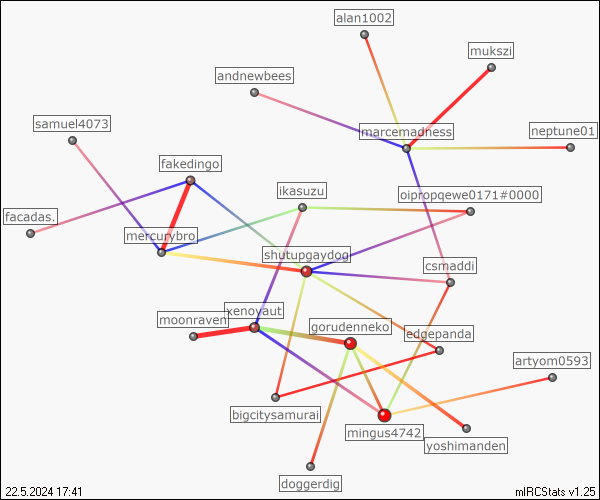 alan1002
mukszi
andnewbees
samuel4073
marcemadness
neptune01
fakedingo
ikasuzu
oipropqewe0171#0000
facadas.
mercurybro
shutupgaydog
csmaddi
moonraven
xenoyaut
gorudenneko
edgepanda
artyom0593
bigcitysamurai
mingus4742
yoshimanden
doggerdig
22.5.2024 17:41
mIRCStats v1.25